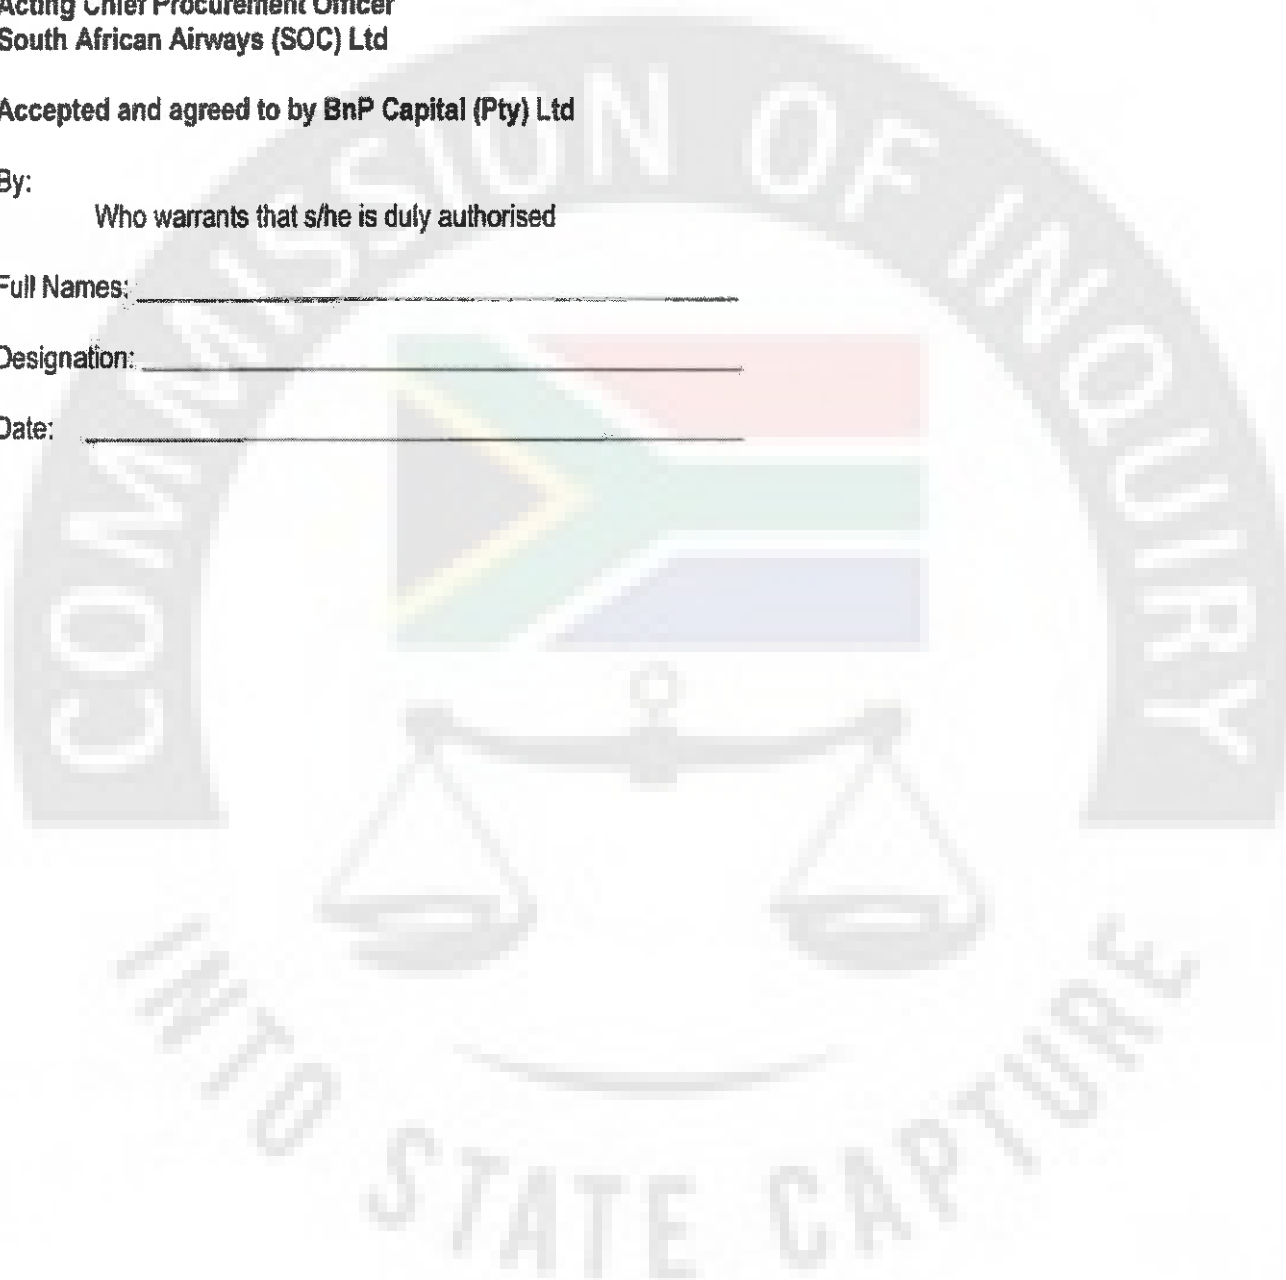 Acting Chief Procurement Officer
South African Airways (SOC) Ltd
Accepted and agreed to by BnP Capital (Pty) Ltd
By:
Who warrants that s/he is duly authorised
Full Names:
Designation:
Date:
COMMISSION OF INQUIRY
INTO STATE CAPTURE